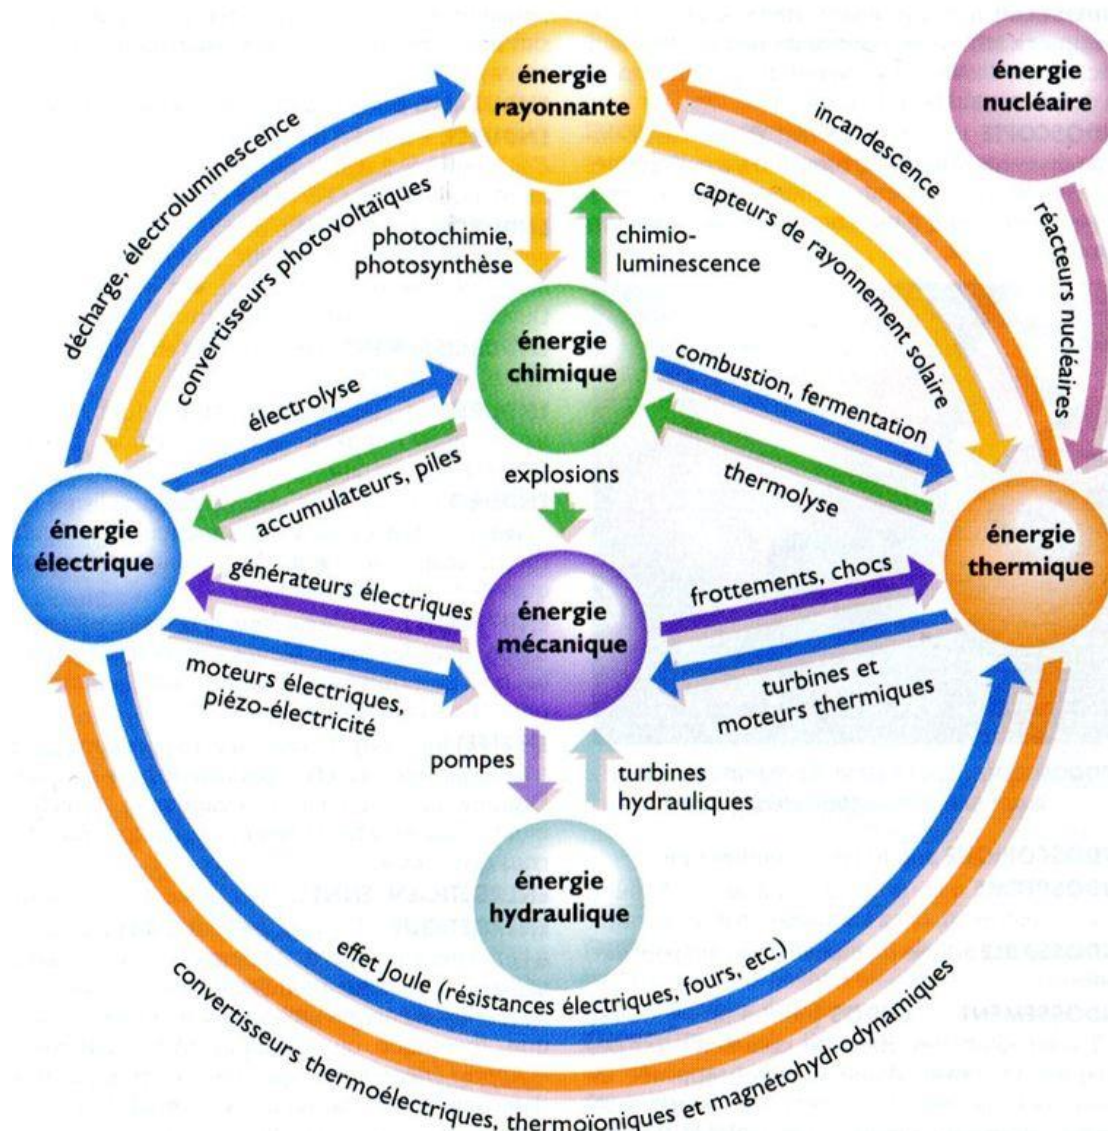 énergie
rayonnante
énergie
nucléaire
incandescence
décharge, électroluminescence
convertisseurs photovoltaïques
photochimie,
photosynthèse
chimio-
luminescence
capteurs de rayonnement solaire
réacteurs nucléaires
énergie
chimique
électrolyse
accumulateurs, piles
combustion, fermentation
thermolyse
explosions
énergie
électrique
énergie
thermique
générateurs électriques
énergie
mécanique
frottements, chocs
moteurs électriques,
piézo-électricité
turbines et
moteurs thermiques
pompes
turbines
hydrauliques
énergie
hydraulique
effet Joule (résistances électriques, fours, etc.)
convertisseurs thermoélectriques, thermoïoniques et magnétohydrodynamiques